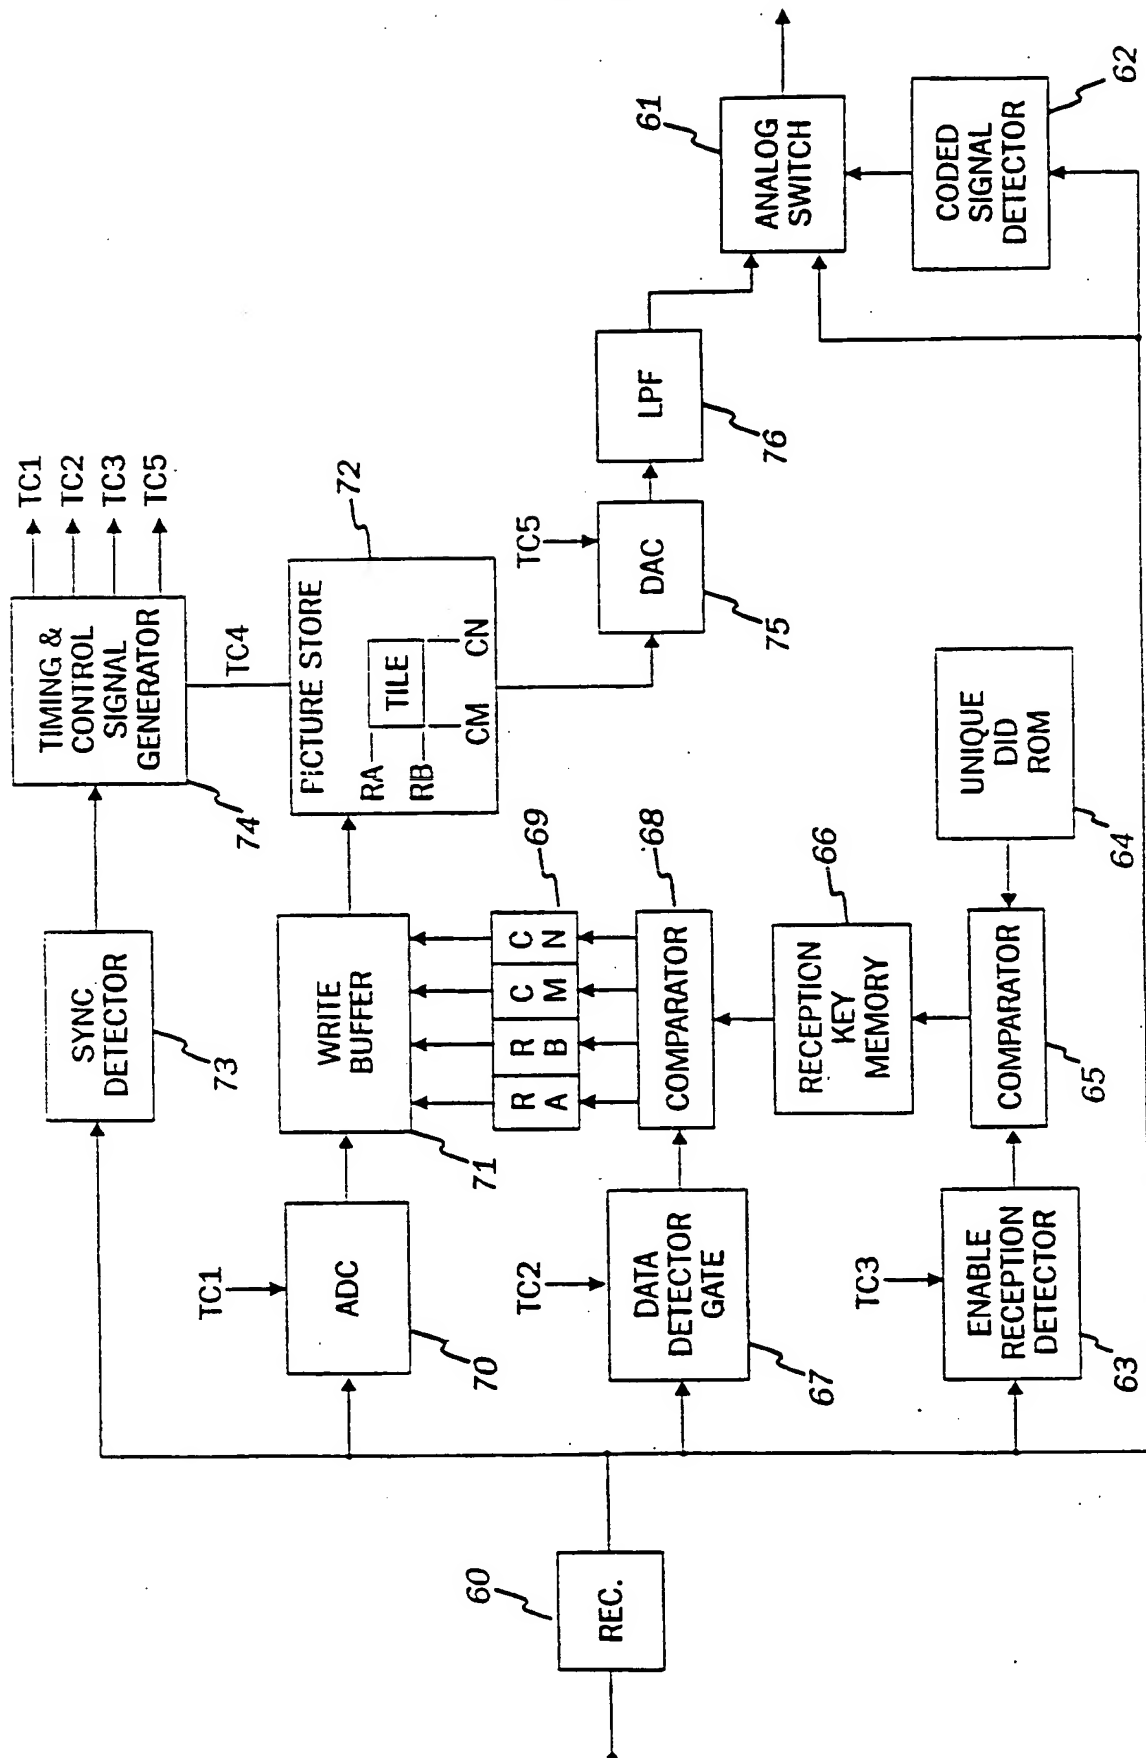 60
REC.
SYNC
DETECTOR
73
TIMING &
CONTROL
SIGNAL
GENERATOR
74
TC1
TC2
TC3
TC5
TC4
TC1
ADC
70
WRITE
BUFFER
71
PICTURE STORE
72
RA
RB
TILE
CM
CN
R
A
R
B
C
M
C
N
69
TC2
DATA
DETECTOR
GATE
67
COMPARATOR
68
TC5
DAC
75
LPF
76
ANALOG
SWITCH
61
RECEPTION
KEY
MEMORY
66
TC3
ENABLE
RECEPTION
DETECTOR
63
COMPARATOR
65
UNIQUE
DID
ROM
64
CODED
SIGNAL
DETECTOR
62